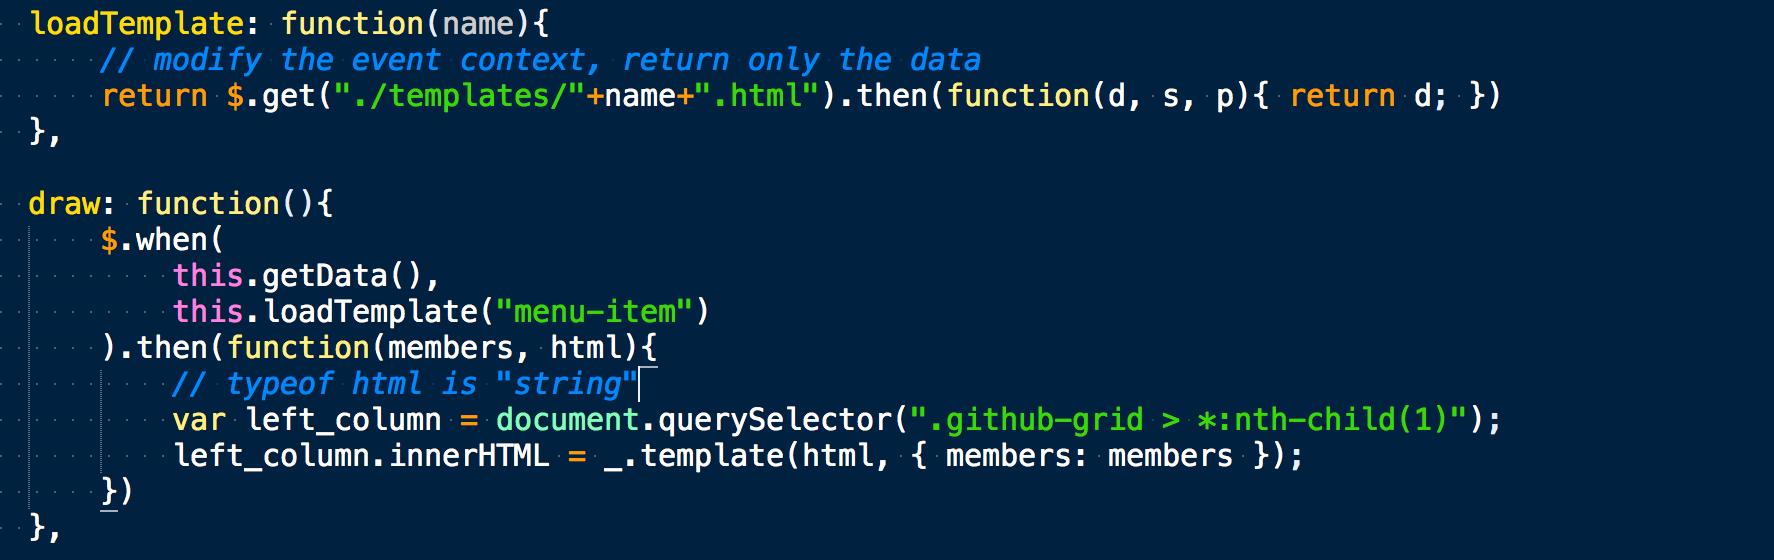 loadTemplate: function(name){
// modify the event context, return only the data
return $.get("./templates/"+name+".html").then(function(d, s, p){ return d; })
},
draw: function(){
$.when(
this.getData(),
this.loadTemplate("menu-item")
).then(function(members, html){
// typeof html is "string"
var left_column = document.querySelector(".github-grid > *:nth-child(1)");
left_column.innerHTML = _.template(html, { members: members });
})
},